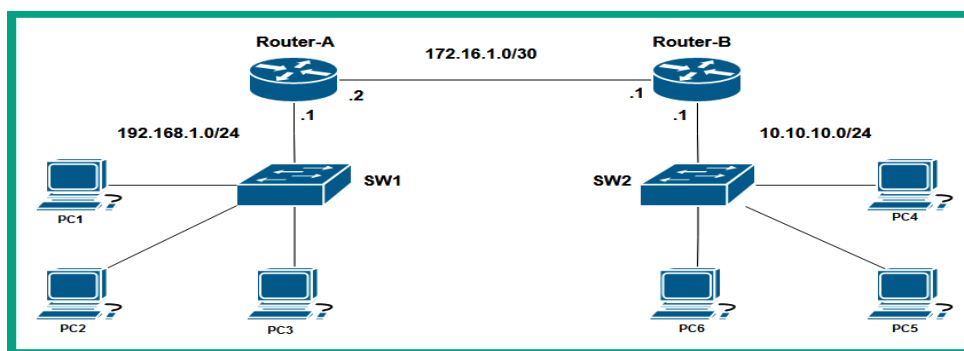 Router-A
172.16.1.0/30
Router-B
.2
.1
.1
.1
192.168.1.0/24
10.10.10.0/24
SW1
SW2
PC1
PC4
PC2
PC3
PC6
PC5